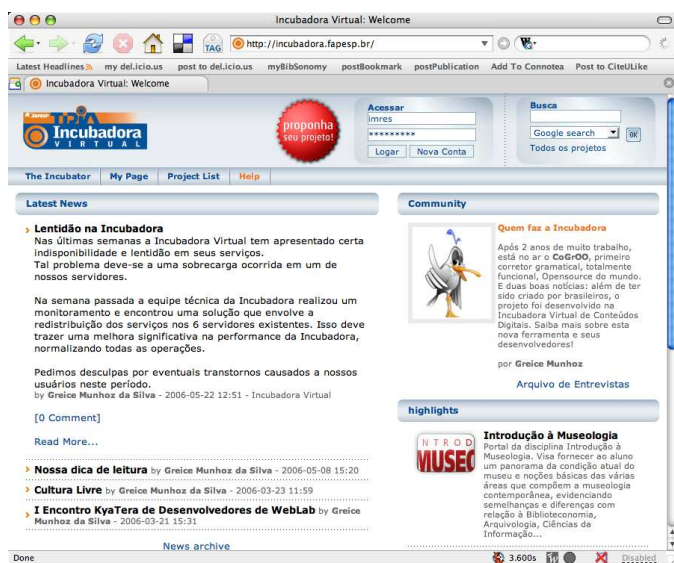 Incubadora Virtual: Welcome
TAG
http://incubadora.fapesp.br/
Latest Headlines my del.icio.us post to del.icio.us myBibSonomy postBookmark postPublication Add To Connotea Post to CiteULike
Incubadora Virtual: Welcome
FAPESP
TIDIA
Incubadora
VIRTUAL
proponha
seu projeto!
Acessar
imres
*********
Logar Nova Conta
Busca
Google search OK
Todos os projetos
The Incubator My Page Project List Help
Latest News
Lentidão na Incubadora
Nas últimas semanas a Incubadora Virtual tem apresentado certa
indisponibilidade e lentidão em seus serviços.
Tal problema deve-se a uma sobrecarga ocorrida em um de
nossos servidores.
Na semana passada a equipe técnica da Incubadora realizou um
monitoramento e encontrou uma solução que envolve a
redistribuição dos serviços nos 6 servidores existentes. Isso deve
trazer uma melhora significativa na performance da Incubadora,
normalizando todas as operações.
Pedimos desculpas por eventuais transtornos causados a nossos
usuários neste período.
by Greice Munhoz da Silva - 2006-05-22 12:51 - Incubadora Virtual
[0 Comment]
Read More...
Nossa dica de leitura by Greice Munhoz da Silva - 2006-05-08 15:20
Cultura Livre by Greice Munhoz da Silva - 2006-03-23 11:59
I Encontro KyaTera de Desenvolvedores de WebLab by Greice
Munhoz da Silva - 2006-03-21 15:31
News archive
Community
Quem faz a Incubadora
Após 2 anos de muito trabalho,
está no ar o CoGrOO, primeiro
corretor gramatical, totalmente
funcional, Opensource do mundo.
E duas boas notícias: além de ter
sido criado por brasileiros, o
projeto foi desenvolvido na
Incubadora Virtual de Conteúdos
Digitais. Saiba mais sobre esta
nova ferramenta e seus
desenvolvedores!
por Greice Munhoz
Arquivo de Entrevistas
highlights
INTROD
MUSEO
Introdução à Museologia
Portal da disciplina Introdução à
Museologia. Visa fornecer ao aluno
um panorama da condição atual do
museu e noções básicas das várias
áreas que compõem a museologia
contemporânea, evidenciando
semelhanças e diferenças com
relação à Biblioteconomia,
Arquivologia, Ciências da
Informação...
Done
3.600s Disabled